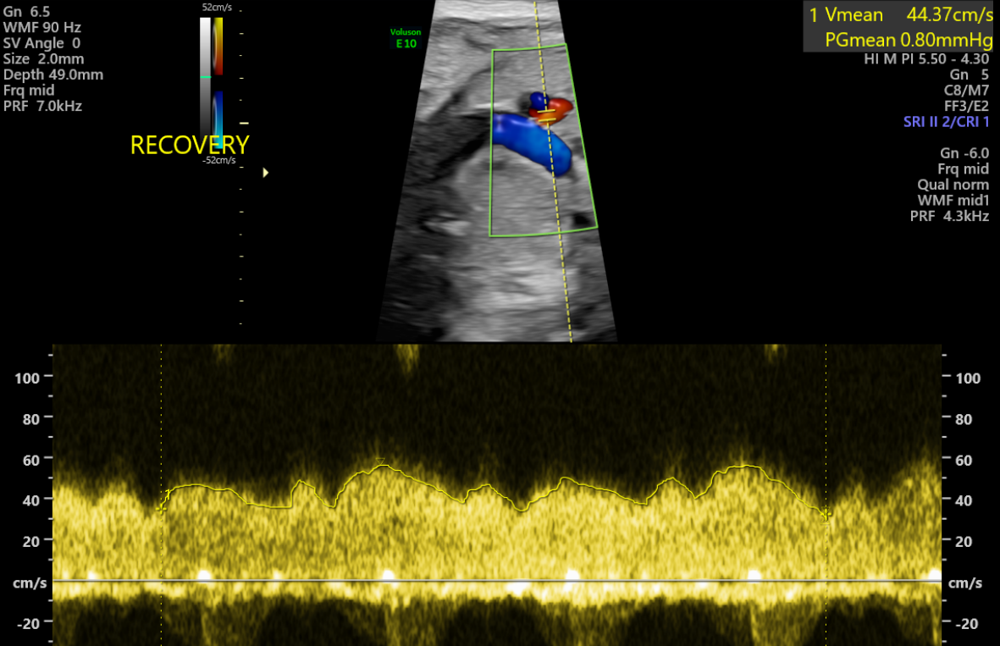 Gn 6.5
WMF 90 Hz
SV Angle 0
Size 2.0mm
Depth 49.0mm
Frq mid
PRF 7.0kHz
52cm/s
-52cm/s
RECOVERY
Voluson
E10
1 Vmean 44.37cm/s
PGmean 0.80mmHg
HI M PI 5.50 - 4.30
Gn 5
C8/M7
FF3/E2
SRI II 2/CRI 1
Gn -6.0
Frq mid
Qual norm
WMF mid1
PRF 4.3kHz
100 100
80 80
60 60
40 40
20 20
cm/s cm/s
-20 -20